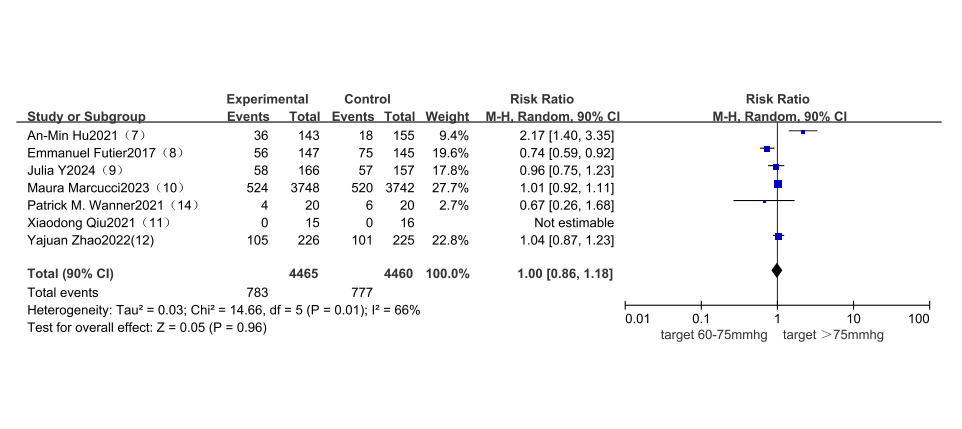 Experimental Control Risk Ratio Risk Ratio
Study or Subgroup Events Total Events Total Weight M-H, Random, 90% CI M-H, Random, 90% CI
An-Min Hu2021（7） 36 143 18 155 9.4% 2.17 [1.40, 3.35]
Emmanuel Futier2017（8） 56 147 75 145 19.6% 0.74 [0.59, 0.92]
Julia Y2024（9） 58 166 57 157 17.8% 0.96 [0.75, 1.23]
Maura Marcucci2023（10） 524 3748 520 3742 27.7% 1.01 [0.92, 1.11]
Patrick M. Wanner2021（14） 4 20 6 20 2.7% 0.67 [0.26, 1.68]
Xiaodong Qiu2021（11） 0 15 0 16 Not estimable
Yajuan Zhao2022(12) 105 226 101 225 22.8% 1.04 [0.87, 1.23]
Total (90% CI) 4465 4460 100.0% 1.00 [0.86, 1.18]
Total events 783 777
Heterogeneity: Tau² = 0.03; Chi² = 14.66, df = 5 (P = 0.01); I² = 66%
Test for overall effect: Z = 0.05 (P = 0.96)
0.01 0.1 1 10 100
target 60-75mmhg target ＞75mmhg